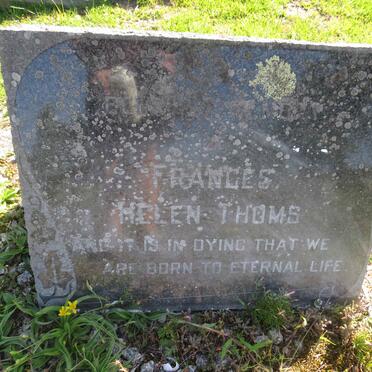 FRANCES
HELEN THOMS
AND IT IS IN DYING THAT WE
ARE BORN TO ETERNAL LIFE